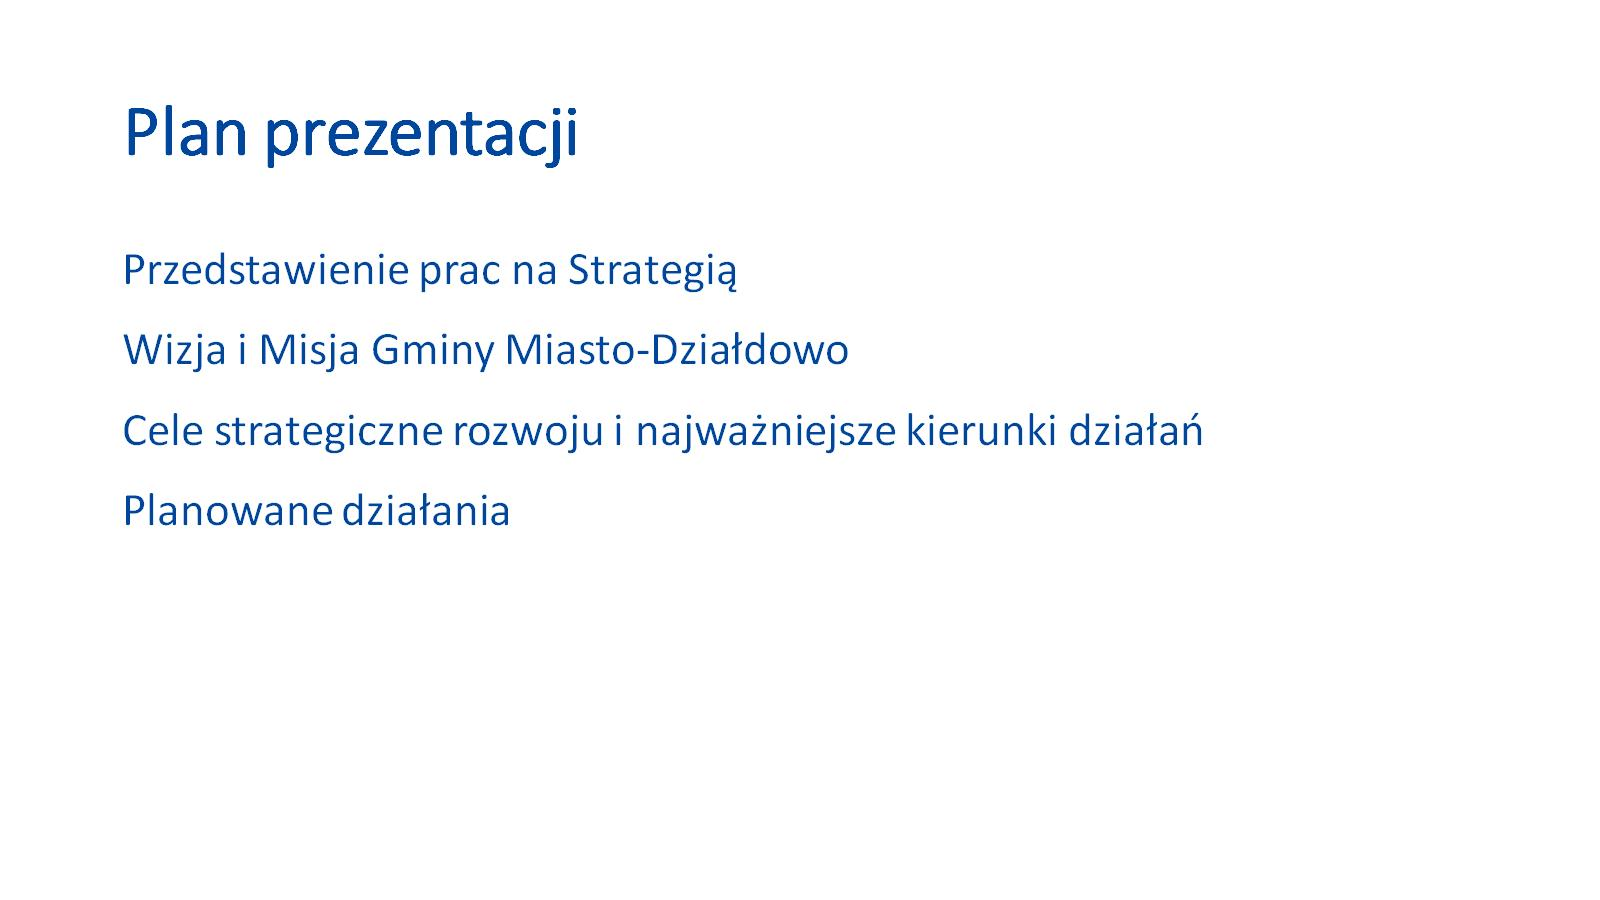 Plan prezentacji
Przedstawienie prac na Strategią
Wizja i Misja Gminy Miasto-Działdowo
Cele strategiczne rozwoju i najważniejsze kierunki działań
Planowane działania